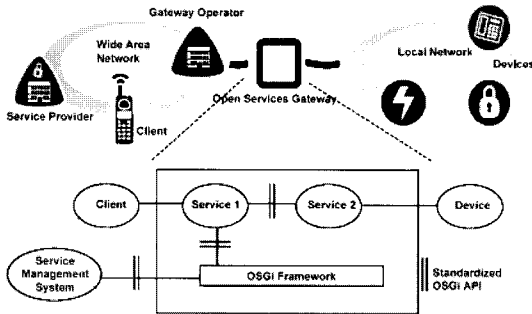 Gateway Operator
Wide Area
Network
Local Network
Devices
Service Provider
Client
Open Services Gateway
Client
Service 1
Service 2
Device
Service
Management
System
OSGi Framework
Standardized
OSGi API